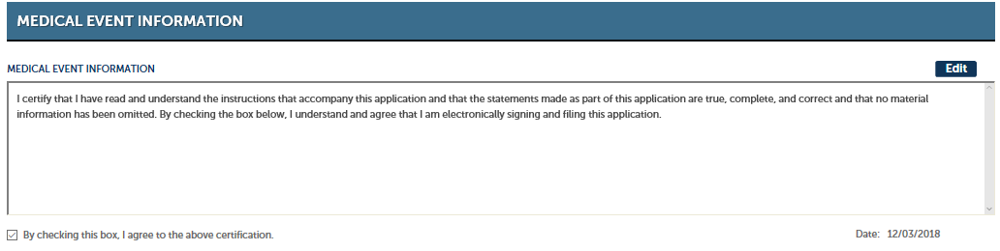 MEDICAL EVENT INFORMATION
MEDICAL EVENT INFORMATION
Edit
I certify that I have read and understand the instructions that accompany this application and that the statements made as part of this application are true, complete, and correct and that no material
information has been omitted. By checking the box below, I understand and agree that I am electronically signing and filing this application.
By checking this box, I agree to the above certification.
Date: 12/03/2018